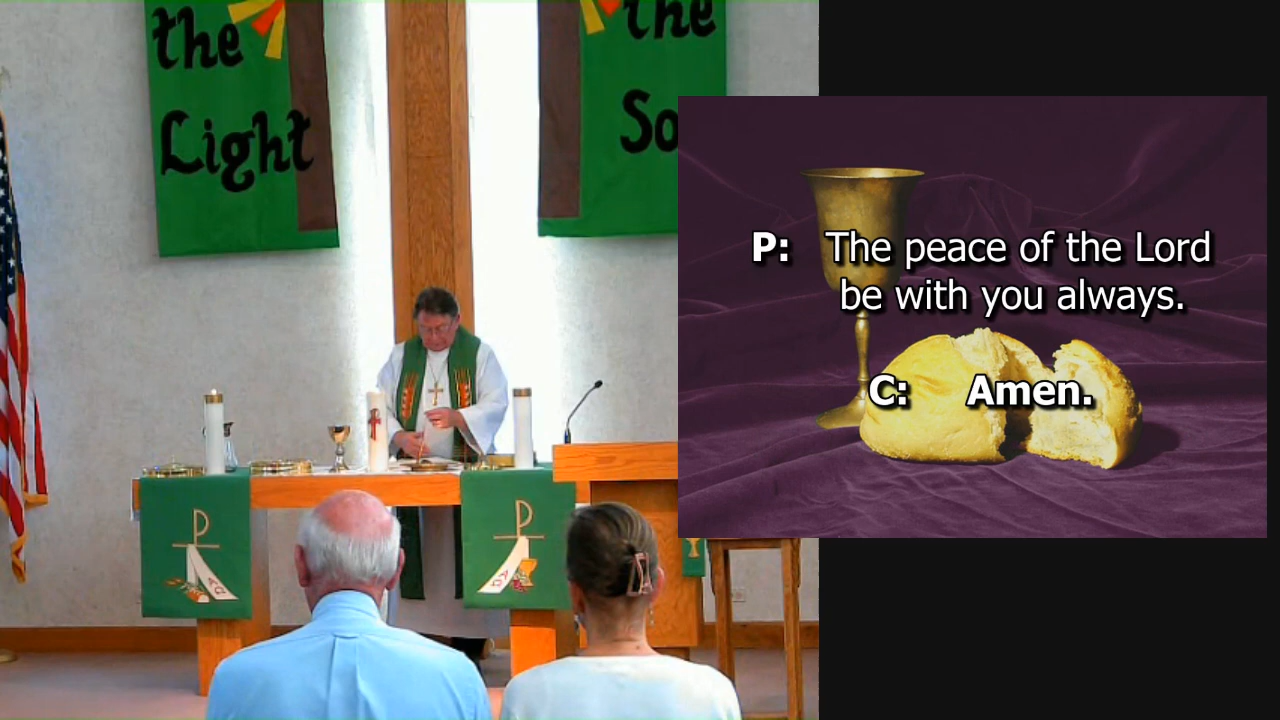 the
Light
the
So
P: The peace of the Lord
be with you always.
C: Amen.